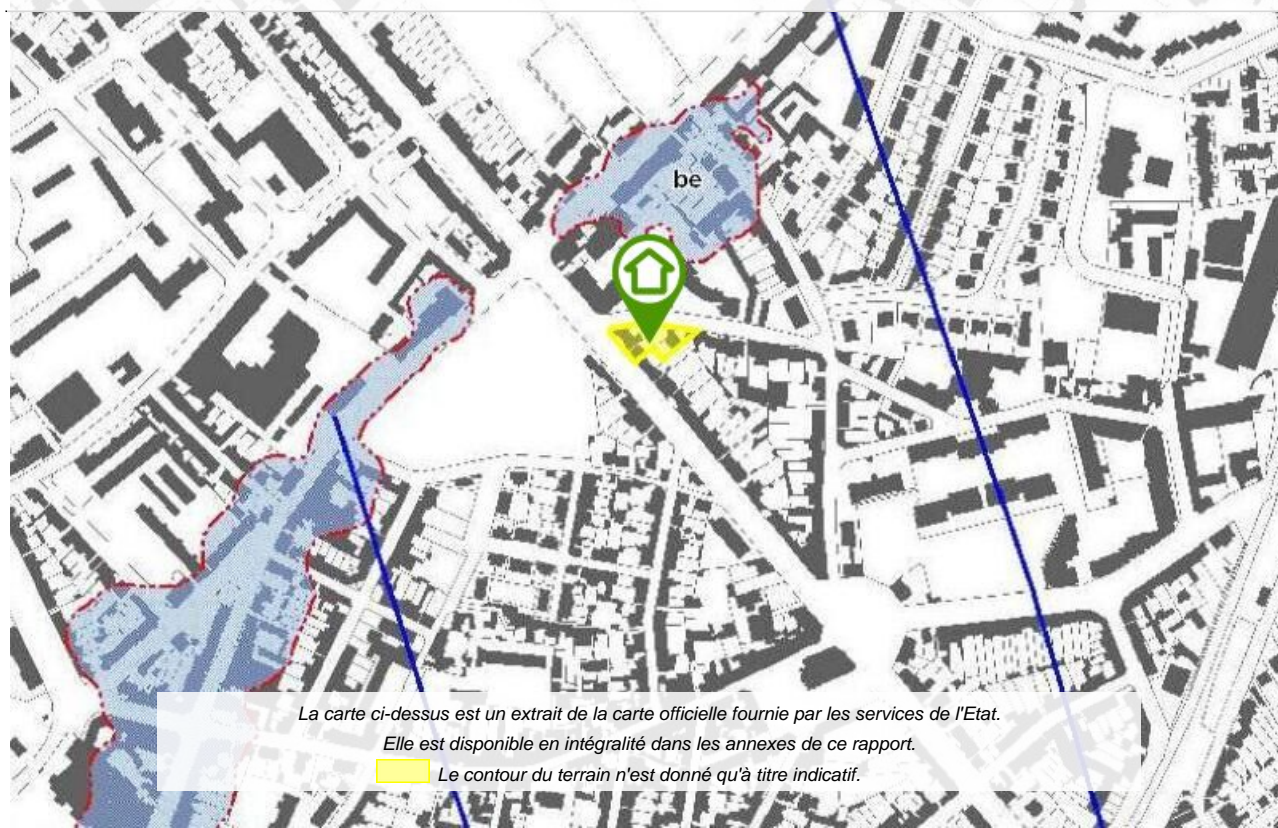 be
La carte ci-dessus est un extrait de la carte officielle fournie par les services de l'Etat.
Elle est disponible en intégralité dans les annexes de ce rapport.
Le contour du terrain n'est donné qu'à titre indicatif.